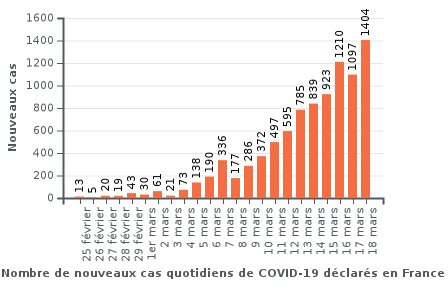 Nouveaux cas
1600
1400
1200
1000
800
600
400
200
0
13
5
20
19
43
30
61
21
73
138
190
336
177
286
372
497
595
785
839
923
1210
1097
1404
25 février
26 février
27 février
28 février
29 février
1er mars
2 mars
3 mars
4 mars
5 mars
6 mars
7 mars
8 mars
9 mars
10 mars
11 mars
12 mars
13 mars
14 mars
15 mars
16 mars
17 mars
18 mars
Nombre de nouveaux cas quotidiens de COVID-19 déclarés en France